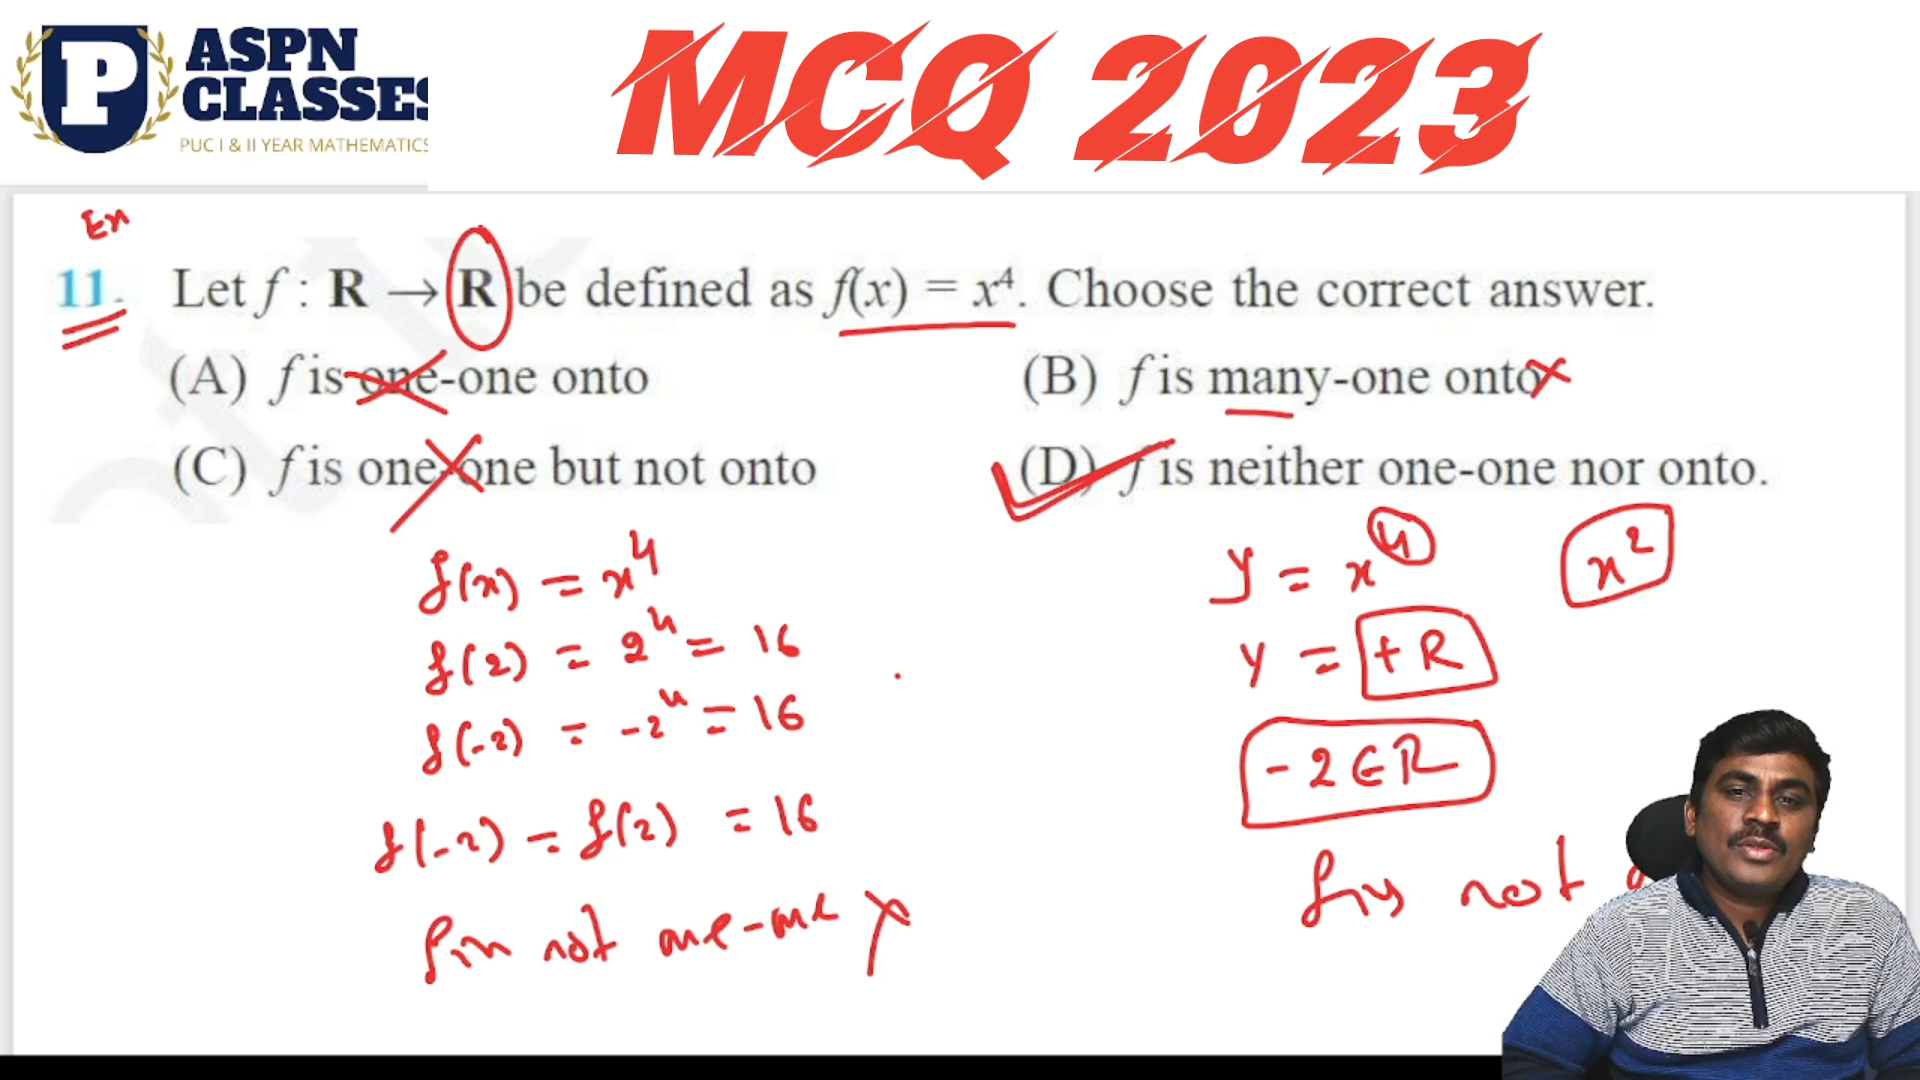 ASPN
CLASSES
PUC I & II YEAR MATHEMATICS
MCQ 2023
Ex
11. Let f : R → R be defined as f(x) = x⁴. Choose the correct answer.
(A) f is one-one onto
(B) f is many-one onto
(C) f is one-one but not onto
(D) f is neither one-one nor onto.
f(x) = x⁴
f(2) = 2⁴ = 16
f(-2) = -2⁴ = 16
f(-2) = f(2) = 16
f is not one-one
y = x⁴
x²
y = +R
-2 ∈ R
f is not